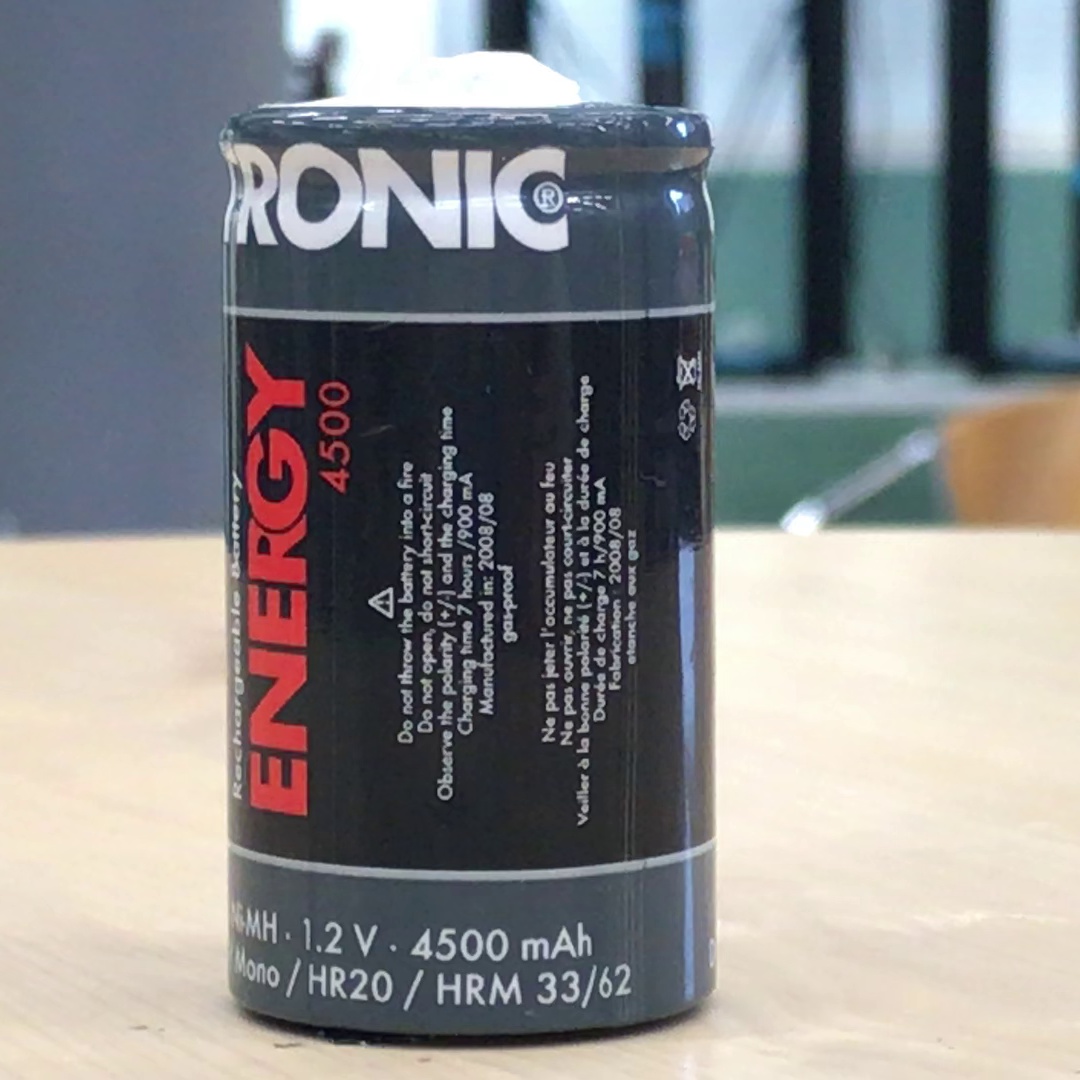 RONIC®
Rechargeable Battery
ENERGY
4500
Do not throw the battery into a fire
Do not open, do not short-circuit
Observe the polarity (+/-) and the charging time
Charging time 7 hours /900 mA
Manufactured in: 2008/08
gas-proof
Ne pas jeter l'accumulateur au feu
Ne pas ouvrir, ne pas court-circuiter
Veiller à la bonne polarité (+/-) et à la durée de charge
Durée de charge 7 h/900 mA
Fabrication : 2008/08
etanche aux gaz
Ni-MH · 1.2 V · 4500 mAh
/Mono / HR20 / HRM 33/62